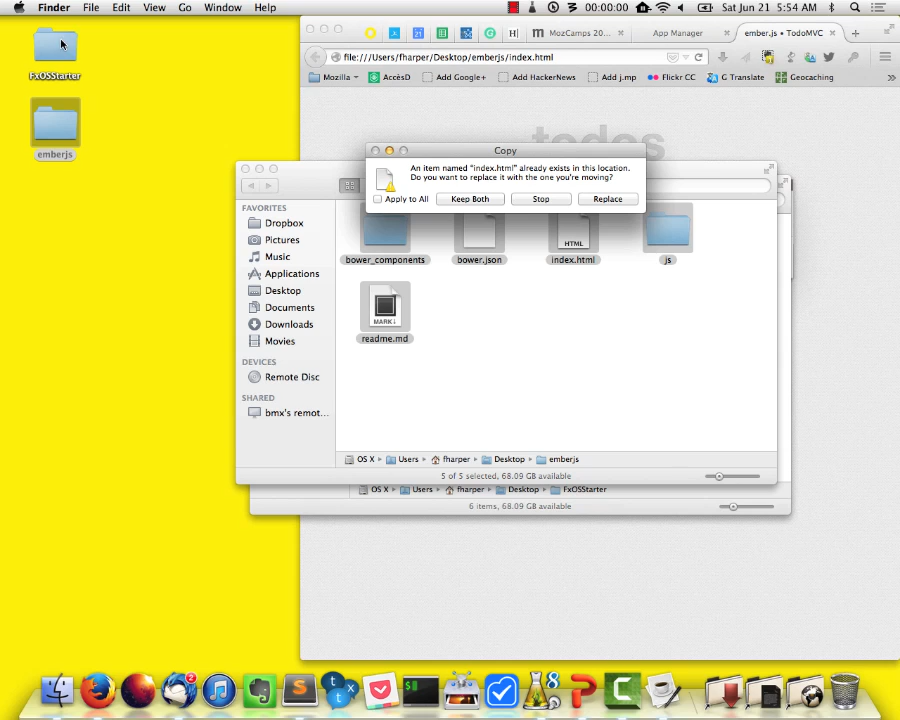 Finder File Edit View Go Window Help 00:00:00 Sat Jun 21 5:54 AM
FxOSStarter
emberjs
MozCamps 20... App Manager ember.js • TodoMVC
file:///Users/fharper/Desktop/emberjs/index.html
Mozilla AccèsD Add Google+ Add HackerNews Add j.mp Flickr CC G Translate Geocaching
todos
Copy
An item named "index.html" already exists in this location.
Do you want to replace it with the one you're moving?
Apply to All Keep Both Stop Replace
FAVORITES
Dropbox
Pictures
Music
Applications
Desktop
Documents
Downloads
Movies
DEVICES
Remote Disc
SHARED
bmx's remot...
HTML
bower_components bower.json index.html js
MARK↓
readme.md
OS X Users fharper Desktop emberjs
5 of 5 selected, 68.09 GB available
OS X Users fharper Desktop FxOSStarter
6 items, 68.09 GB available